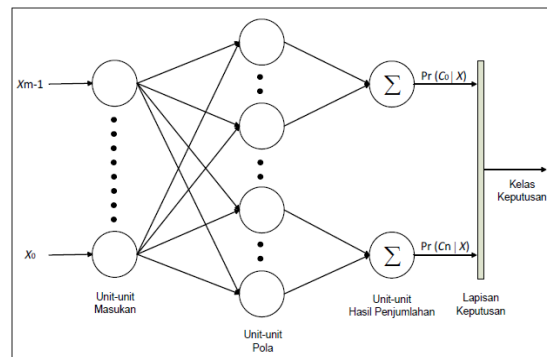 Xm-1
Σ
Pr (C0 | X)
Kelas
Keputusan
X0
Σ
Pr (Cn | X)
Unit-unit
Masukan
Unit-unit
Pola
Unit-unit
Hasil Penjumlahan
Lapisan
Keputusan